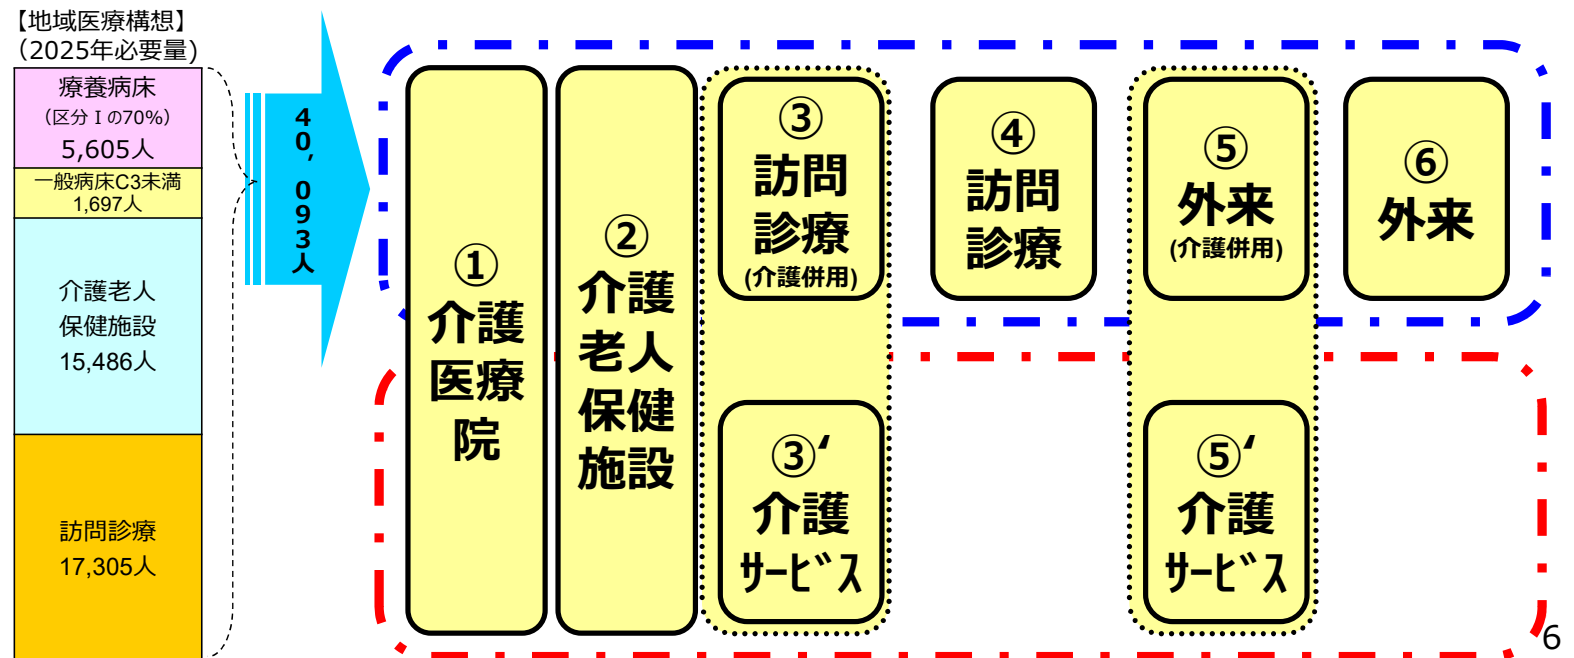 【地域医療構想】
（2025年必要量)
療養病床
（区分Ⅰの70%）
5,605人
一般病床C3未満
1,697人
介護老人
保健施設
15,486人
訪問診療
17,305人
40,093人
①
介護
医療
院
②
介護
老人
保健
施設
③
訪問
診療
(介護併用)
③‘
介護
ｻｰﾋﾞｽ
④
訪問
診療
⑤
外来
(介護併用)
⑤‘
介護
ｻｰﾋﾞｽ
⑥
外来
6